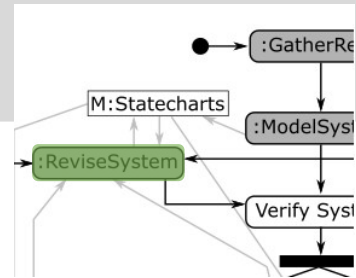 :GatherRe
M:Statecharts
:ModelSyst
:ReviseSystem
Verify Syst